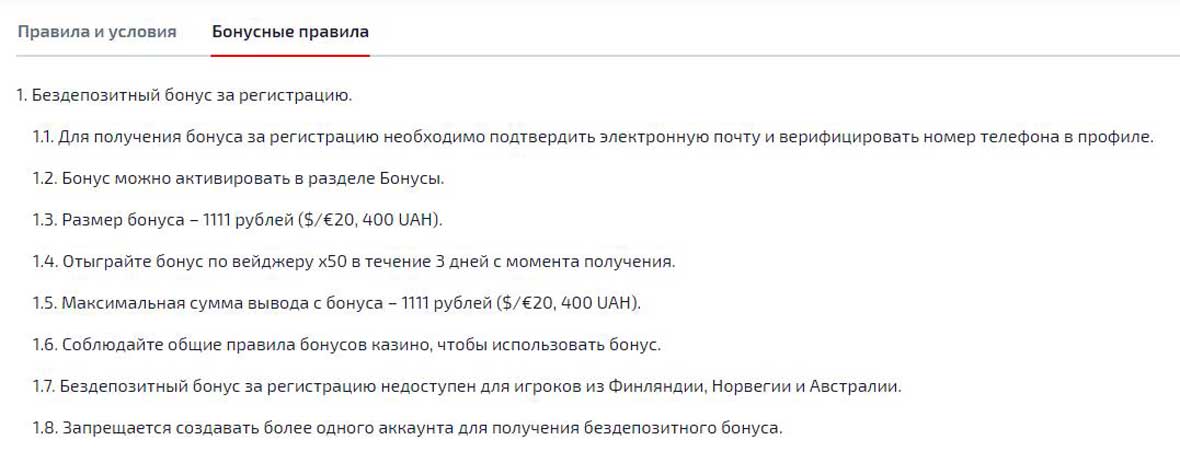 Правила и условия Бонусные правила
1. Бездепозитный бонус за регистрацию.
1.1. Для получения бонуса за регистрацию необходимо подтвердить электронную почту и верифицировать номер телефона в профиле.
1.2. Бонус можно активировать в разделе Бонусы.
1.3. Размер бонуса – 1111 рублей ($/€20, 400 UAH).
1.4. Отыграйте бонус по вейджеру x50 в течение 3 дней с момента получения.
1.5. Максимальная сумма вывода с бонуса – 1111 рублей ($/€20, 400 UAH).
1.6. Соблюдайте общие правила бонусов казино, чтобы использовать бонус.
1.7. Бездепозитный бонус за регистрацию недоступен для игроков из Финляндии, Норвегии и Австралии.
1.8. Запрещается создавать более одного аккаунта для получения бездепозитного бонуса.